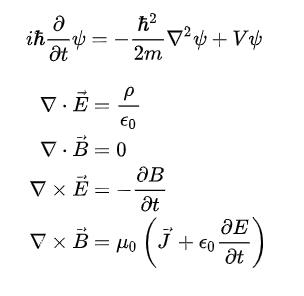 iℏ ∂/∂t ψ = −ℏ²/2m ∇²ψ + Vψ
∇ · E⃗ = ρ/ϵ₀
∇ · B⃗ = 0
∇ × E⃗ = −∂B/∂t
∇ × B⃗ = μ₀ (J⃗ + ϵ₀ ∂E/∂t)